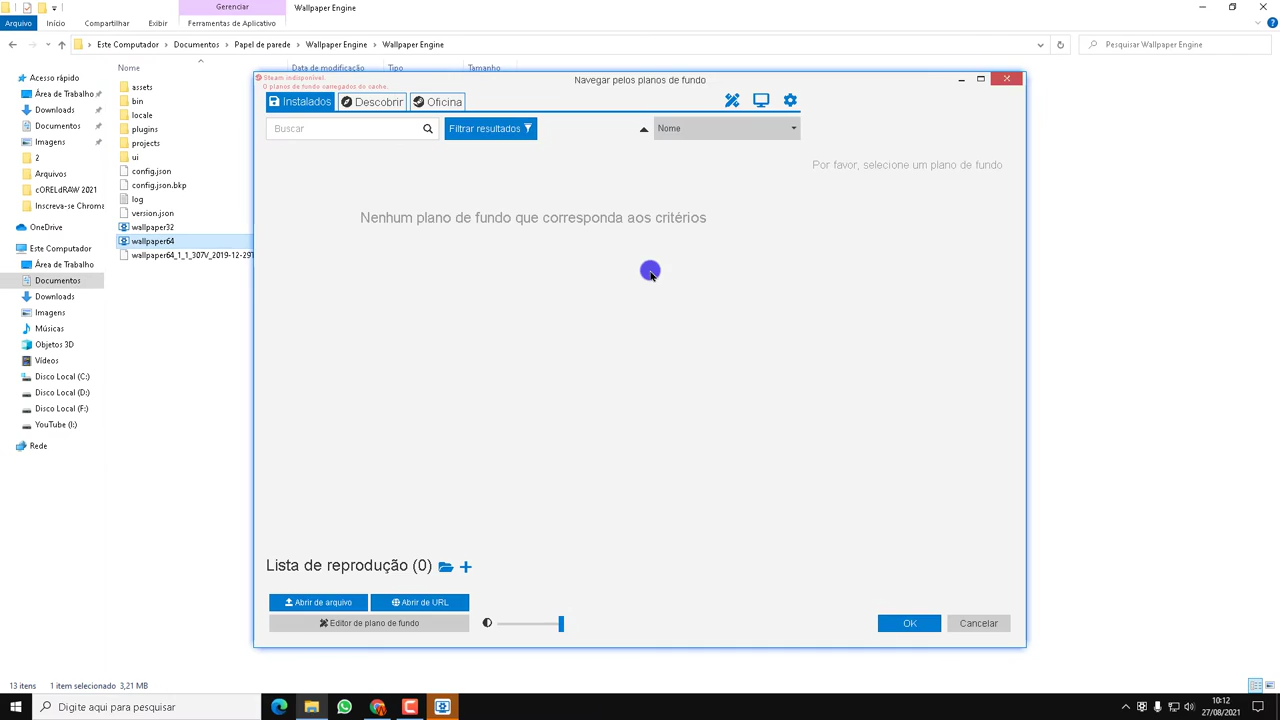 Gerenciar
Wallpaper Engine
Arquivo
Início
Compartilhar
Exibir
Ferramentas de Aplicativo
Este Computador
Documentos
Papel de parede
Wallpaper Engine
Wallpaper Engine
Pesquisar Wallpaper Engine
Nome
Data de modificação
Tipo
Tamanho
Acesso rápido
Área de Trabalho
Downloads
Documentos
Imagens
2
Arquivos
cORELdRAW 2021
Inscreva-se Chroma
OneDrive
Este Computador
Área de Trabalho
Documentos
Downloads
Imagens
Músicas
Objetos 3D
Vídeos
Disco Local (C:)
Disco Local (D:)
Disco Local (F:)
YouTube (I:)
Rede
assets
bin
locale
plugins
projects
ui
config.json
config.json.bkp
log
version.json
wallpaper32
wallpaper64
wallpaper64_1_1_307V_2019-12-29T
Steam indisponível.
O planos de fundo carregados do cache.
Navegar pelos planos de fundo
Instalados
Descobrir
Oficina
Buscar
Filtrar resultados
Nome
Por favor, selecione um plano de fundo
Nenhum plano de fundo que corresponda aos critérios
Lista de reprodução (0)
Abrir de arquivo
Abrir de URL
Editor de plano de fundo
OK
Cancelar
13 itens
1 item selecionado 3,21 MB
Digite aqui para pesquisar
10:12
27/08/2021